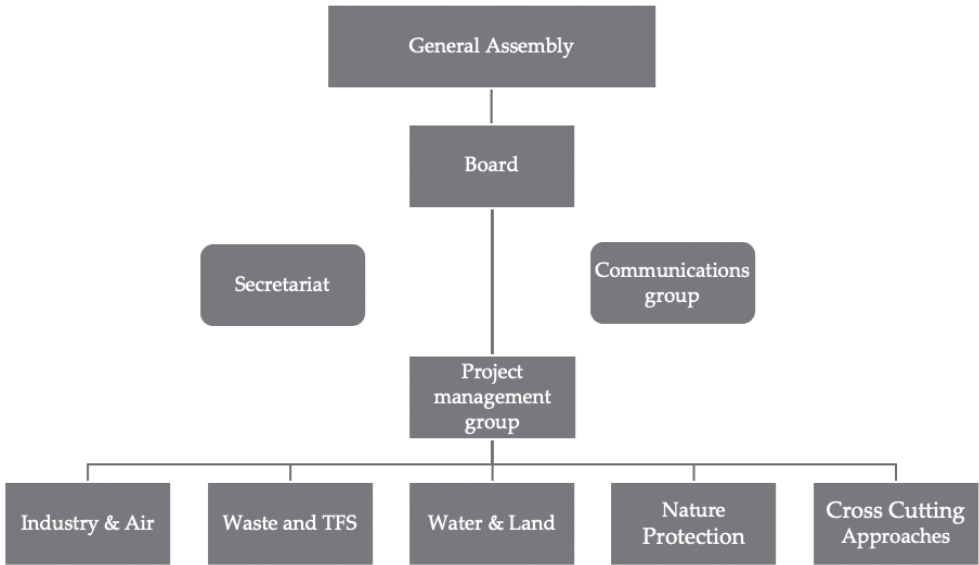 General Assembly
Board
Secretariat
Communications
group
Project
management
group
Industry & Air
Waste and TFS
Water & Land
Nature
Protection
Cross Cutting
Approaches